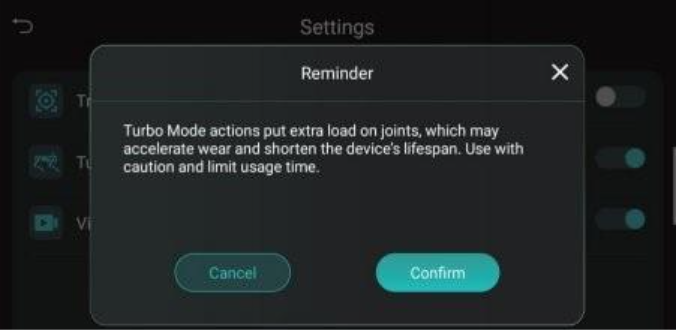 Settings
Reminder
Turbo Mode actions put extra load on joints, which may
accelerate wear and shorten the device's lifespan. Use with
caution and limit usage time.
Cancel
Confirm